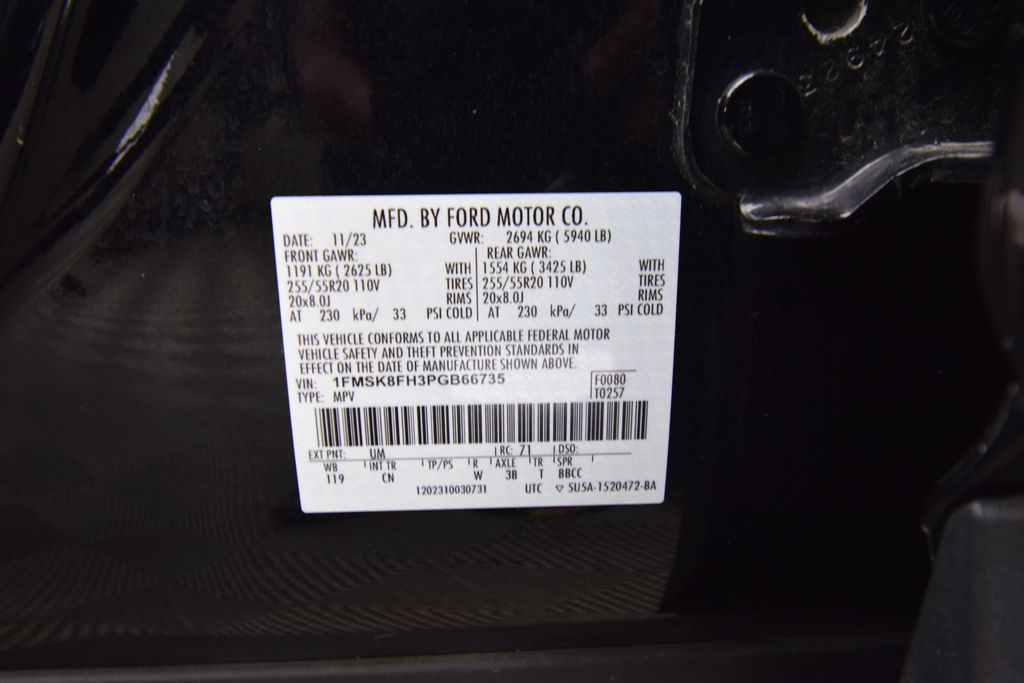 MFD. BY FORD MOTOR CO.
DATE: 11/23 GVWR: 2694 KG ( 5940 LB)
FRONT GAWR: REAR GAWR:
1191 KG ( 2625 LB) WITH 1554 KG ( 3425 LB) WITH
255/55R20 110V TIRES 255/55R20 110V TIRES
20x8.0J RIMS 20x8.0J RIMS
AT 230 kPa/ 33 PSI COLD AT 230 kPa/ 33 PSI COLD
THIS VEHICLE CONFORMS TO ALL APPLICABLE FEDERAL MOTOR
VEHICLE SAFETY AND THEFT PREVENTION STANDARDS IN
EFFECT ON THE DATE OF MANUFACTURE SHOWN ABOVE.
VIN: 1FMSK8FH3PGB66735 F0080
TYPE: MPV T0257
EXT PNT: UM RC: 71 DSO:
WB INT TR TP/PS R AXLE TR SPR
119 CN W 3B T BBCC
1202310030731 UTC ▽ 5U5A-1520472-BA